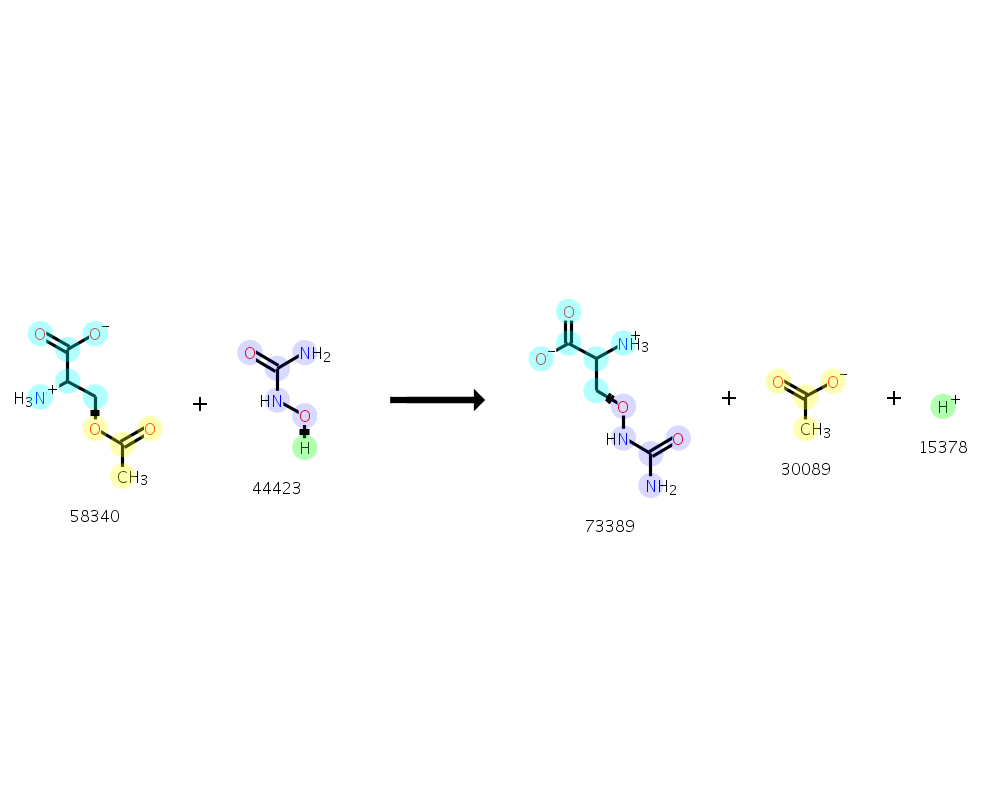 O O⁻
H₃N⁺
O O
CH₃
58340
+
O NH₂
HN
O
H
44423
O
O⁻ NH₃⁺
O
HN O
NH₂
73389
+
O O⁻
CH₃
30089
+
H⁺
15378